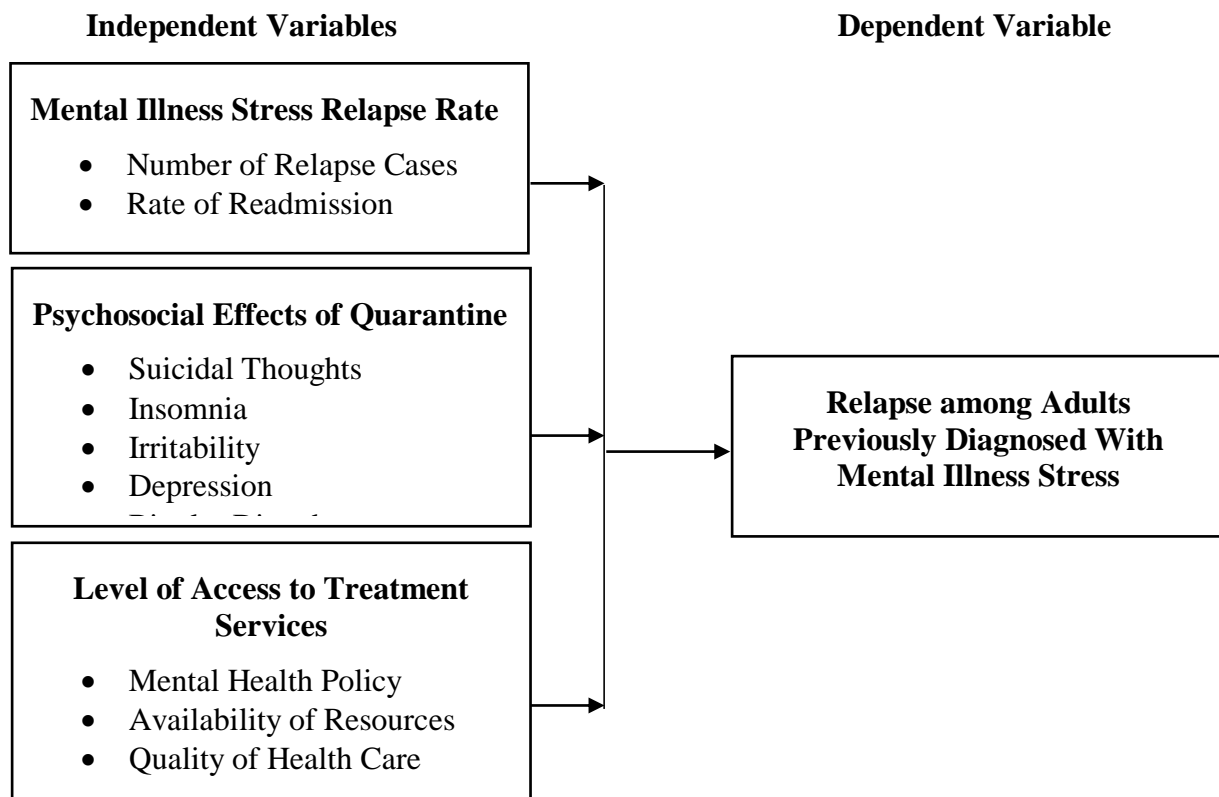 Independent Variables
Dependent Variable
Mental Illness Stress Relapse Rate
• Number of Relapse Cases
• Rate of Readmission
Psychosocial Effects of Quarantine
• Suicidal Thoughts
• Insomnia
• Irritability
• Depression
Level of Access to Treatment
Services
• Mental Health Policy
• Availability of Resources
• Quality of Health Care
Relapse among Adults
Previously Diagnosed With
Mental Illness Stress